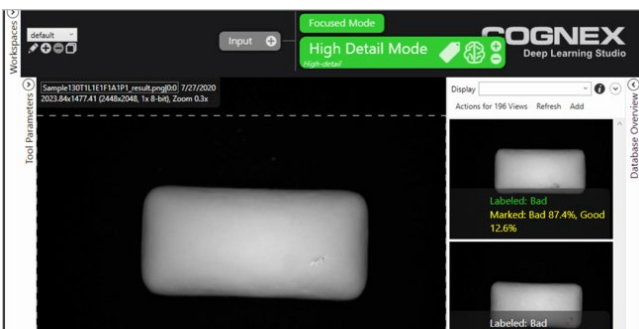 Workspaces
default
Input
Focused Mode
High Detail Mode
High-detail
COGNEX
Deep Learning Studio
Tool Parameters
Sample130T1L1E1F1A1P1_result.png|0:0 7/27/2020
2023.84x1477.41 (2448x2048, 1x 8-bit), Zoom 0.3x
Display
Actions for 196 Views Refresh Add
Database Overview
Labeled: Bad
Marked: Bad 87.4%, Good
12.6%
Labeled: Bad